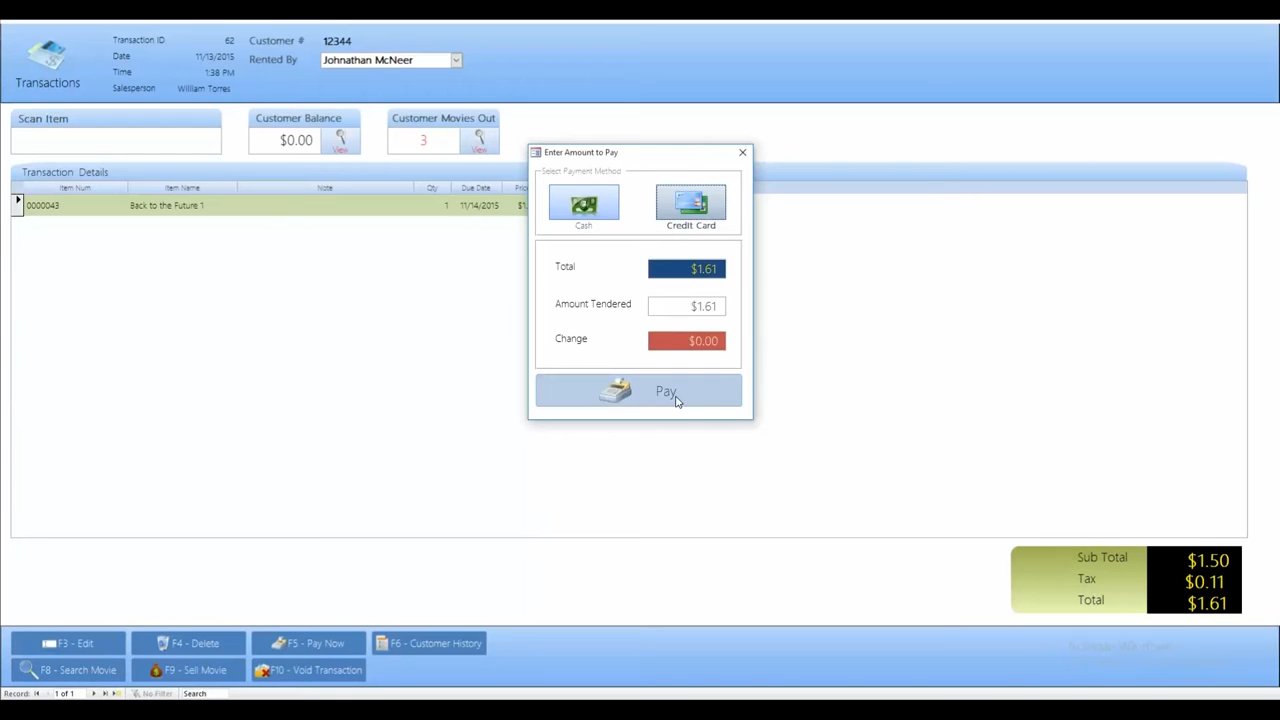 Transaction ID 62 Customer # 12344
Date 11/13/2015 Rented By Johnathan McNeer
Time 1:38 PM
Transactions
Salesperson William Torres
Scan Item Customer Balance Customer Movies Out
$0.00 View 3 View
Enter Amount to Pay
Select Payment Method
Cash Credit Card
Total $1.61
Amount Tendered $1.61
Change $0.00
Pay
Transaction Details
Item Num Item Name Note Qty Due Date
0000043 Back to the Future 1 1 11/14/2015 $1.
Sub Total $1.50
Tax $0.11
Total $1.61
F3 - Edit F4 - Delete F5 - Pay Now F6 - Customer History
F8 - Search Movie F9 - Sell Movie F10 - Void Transaction
Record: 1 of 1 No Filter Search